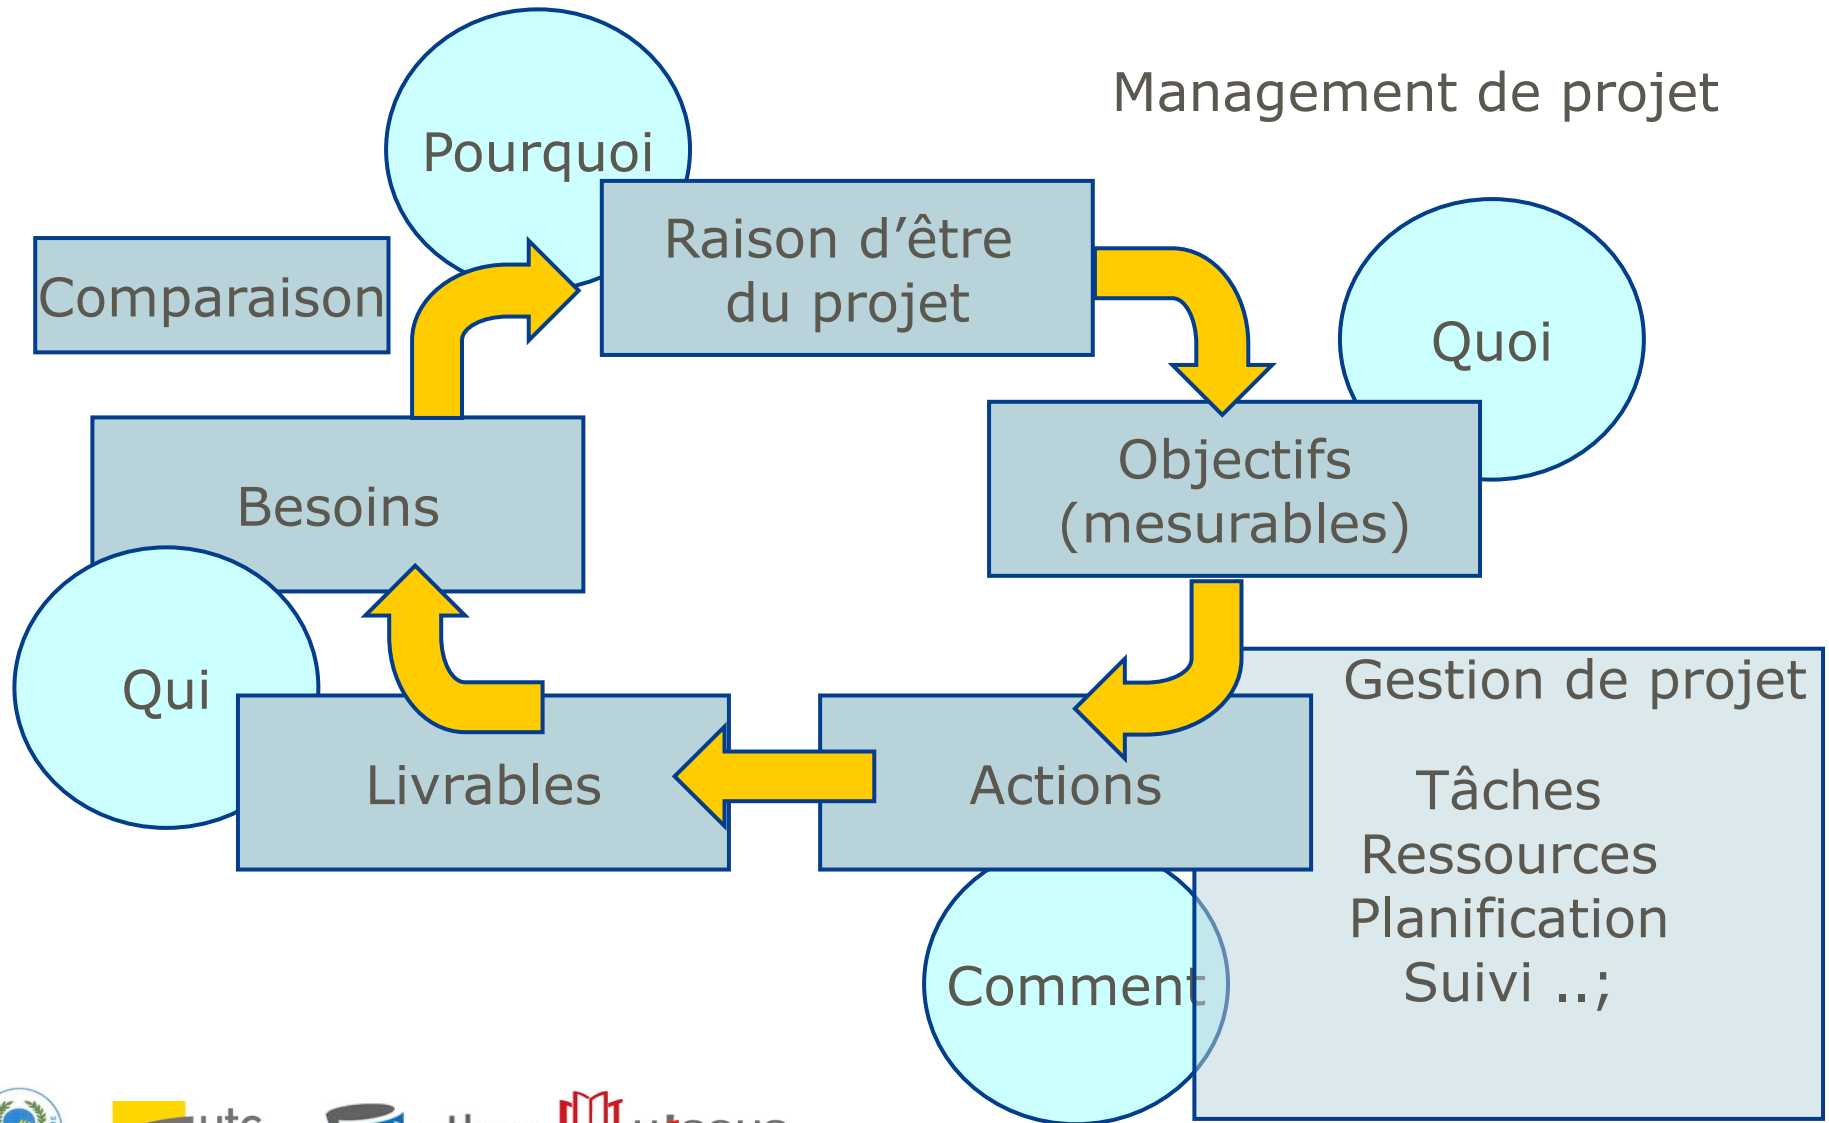 Management de projet
Pourquoi
Raison d’être
du projet
Comparaison
Quoi
Objectifs
(mesurables)
Besoins
Qui
Livrables
Actions
Gestion de projet
Tâches
Ressources
Planification
Suivi ..;
Comment